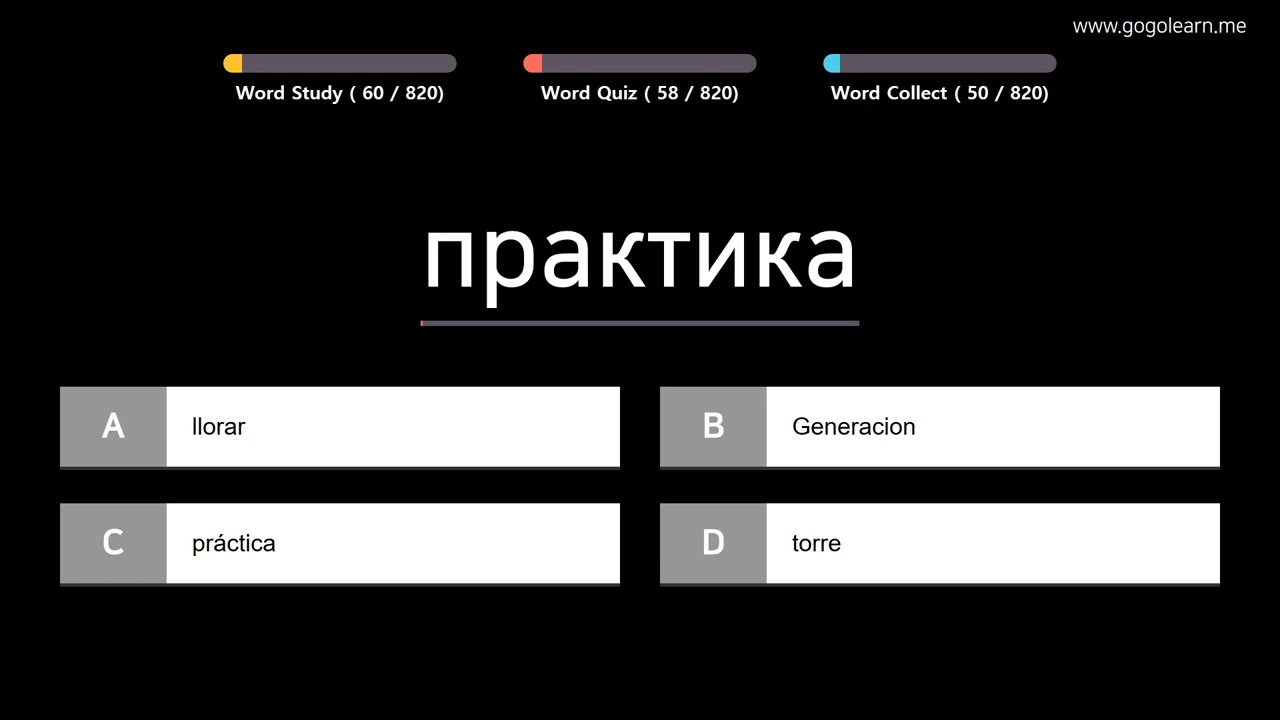 www.gogolearn.me
Word Study ( 60 / 820)
Word Quiz ( 58 / 820)
Word Collect ( 50 / 820)
практика
A llorar
B Generacion
C práctica
D torre